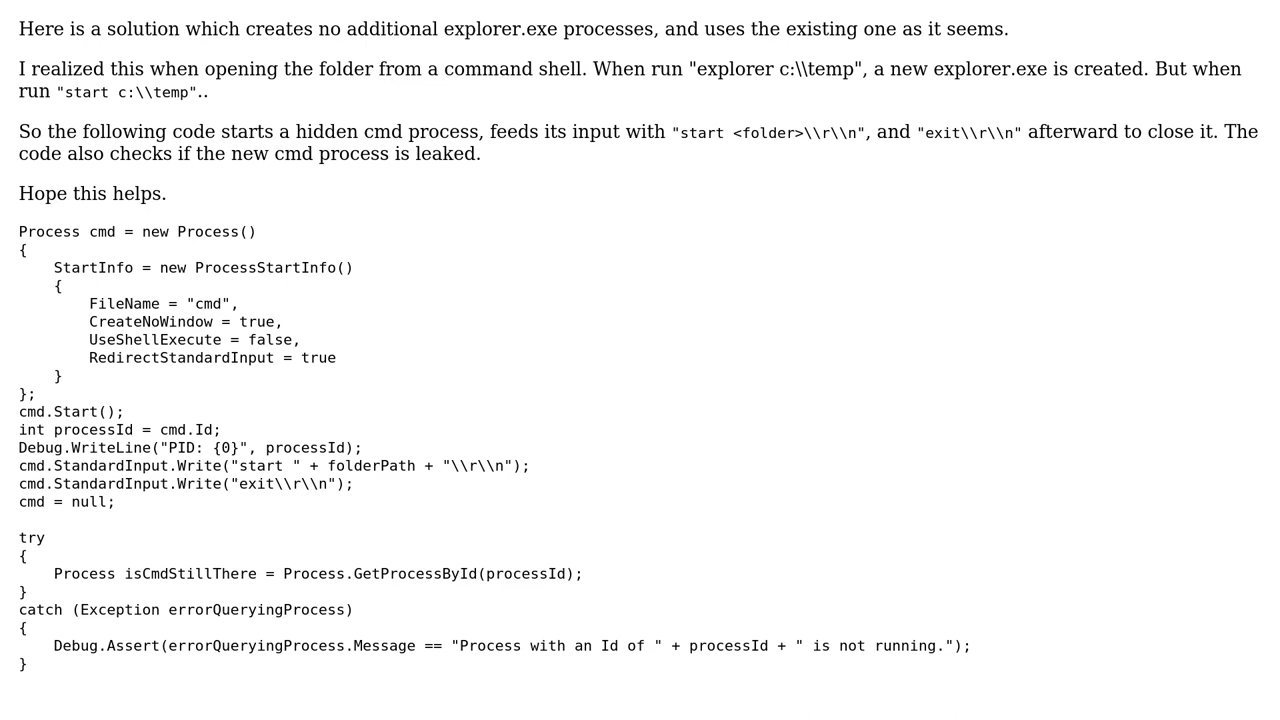 Here is a solution which creates no additional explorer.exe processes, and uses the existing one as it seems.
I realized this when opening the folder from a command shell. When run "explorer c:\\temp", a new explorer.exe is created. But when
run "start c:\\temp"..
So the following code starts a hidden cmd process, feeds its input with "start <folder>\\r\\n", and "exit\\r\\n" afterward to close it. The
code also checks if the new cmd process is leaked.
Hope this helps.
Process cmd = new Process()
{
    StartInfo = new ProcessStartInfo()
    {
        FileName = "cmd",
        CreateNoWindow = true,
        UseShellExecute = false,
        RedirectStandardInput = true
    }
};
cmd.Start();
int processId = cmd.Id;
Debug.WriteLine("PID: {0}", processId);
cmd.StandardInput.Write("start " + folderPath + "\\r\\n");
cmd.StandardInput.Write("exit\\r\\n");
cmd = null;

try
{
    Process isCmdStillThere = Process.GetProcessById(processId);
}
catch (Exception errorQueryingProcess)
{
    Debug.Assert(errorQueryingProcess.Message == "Process with an Id of " + processId + " is not running.");
}